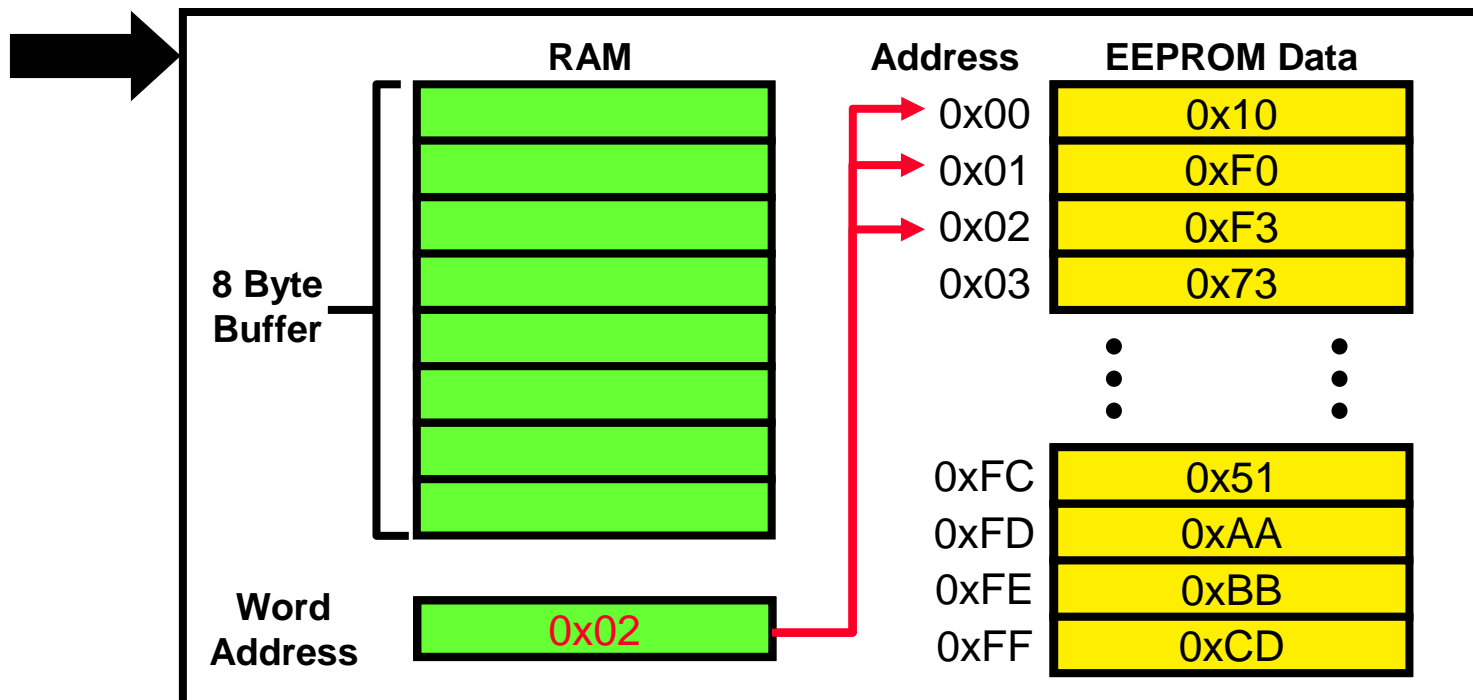 RAM Address EEPROM Data
0x00 0x10
0x01 0xF0
0x02 0xF3
0x03 0x73
8 Byte
Buffer
0xFC 0x51
0xFD 0xAA
0xFE 0xBB
0xFF 0xCD
Word
Address
0x02